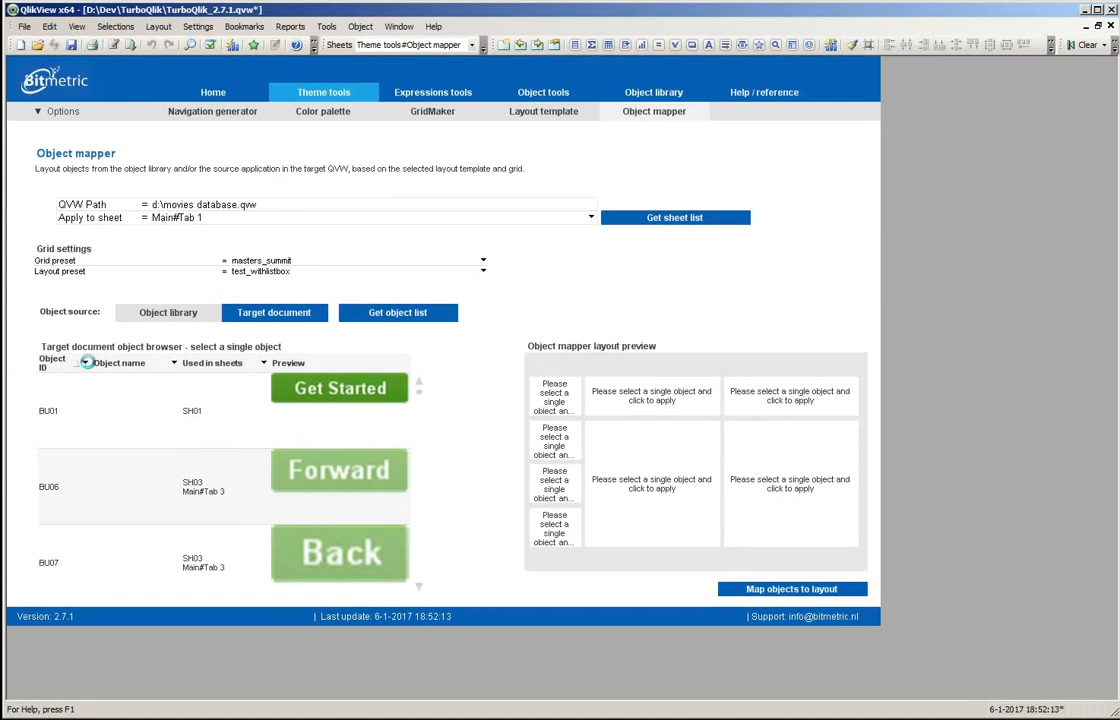 QlikView x64 - [D:\Dev\TurboQlik\TurboQlik_2.7.1.qvw*]
File Edit View Selections Layout Settings Bookmarks Reports Tools Object Window Help
Sheets Theme tools#Object mapper Clear
Bitmetric
Home Theme tools Expressions tools Object tools Object library Help / reference
▼ Options Navigation generator Color palette GridMaker Layout template Object mapper
Object mapper
Layout objects from the object library and/or the source application in the target QVW, based on the selected layout template and grid.
QVW Path = d:\movies database.qvw
Apply to sheet = Main#Tab 1 Get sheet list
Grid settings
Grid preset = masters_summit
Layout preset = test_withlistbox
Object source: Object library Target document Get object list
Target document object browser - select a single object
Object ID Object name Used in sheets Preview
BU01 SH01 Get Started
BU06 SH03 Main#Tab 3 Forward
BU07 SH03 Main#Tab 3 Back
Object mapper layout preview
Please select a single object an...
Please select a single object and click to apply
Please select a single object and click to apply
Please select a single object an...
Please select a single object an...
Please select a single object and click to apply
Please select a single object and click to apply
Please select a single object an...
Map objects to layout
Version: 2.7.1 | Last update: 6-1-2017 18:52:13 | Support: info@bitmetric.nl
For Help, press F1 6-1-2017 18:52:13*